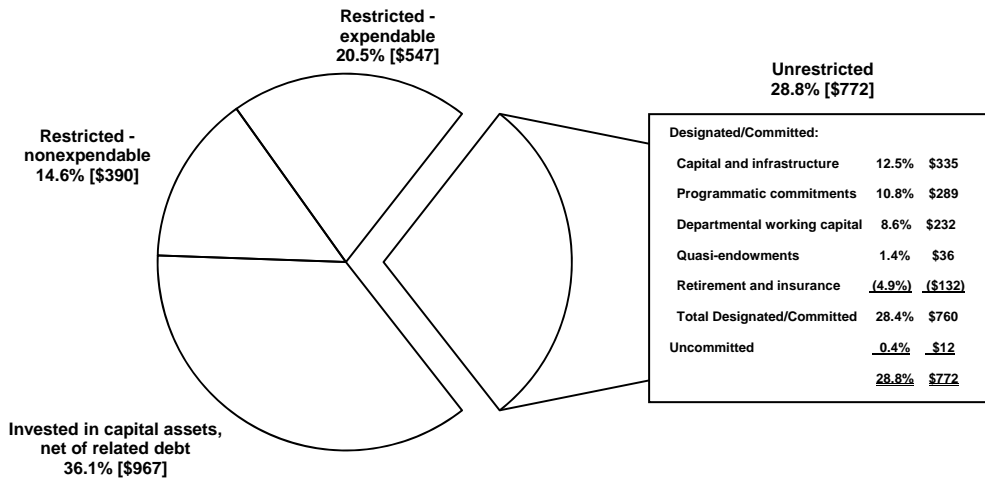 Restricted -
expendable
20.5% [$547]
Unrestricted
28.8% [$772]
Restricted -
nonexpendable
14.6% [$390]
Designated/Committed:
Capital and infrastructure 12.5% $335
Programmatic commitments 10.8% $289
Departmental working capital 8.6% $232
Quasi-endowments 1.4% $36
Retirement and insurance (4.9%) ($132)
Total Designated/Committed 28.4% $760
Uncommitted 0.4% $12
28.8% $772
Invested in capital assets,
net of related debt
36.1% [$967]